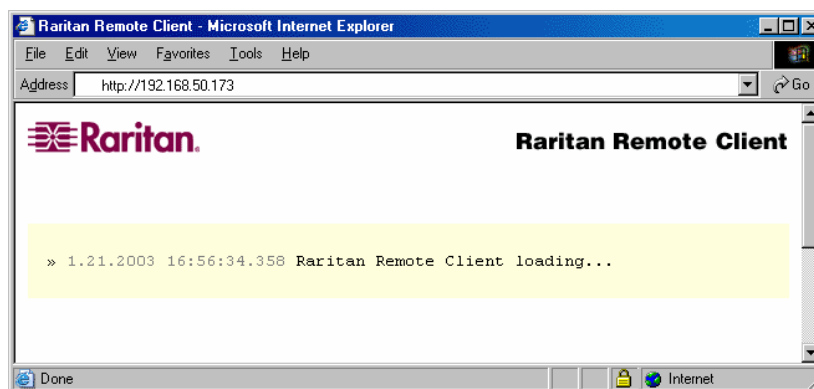 Raritan Remote Client - Microsoft Internet Explorer
File Edit View Favorites Tools Help
Address http://192.168.50.173 Go
Raritan.
Raritan Remote Client
» 1.21.2003 16:56:34.358 Raritan Remote Client loading...
Done Internet